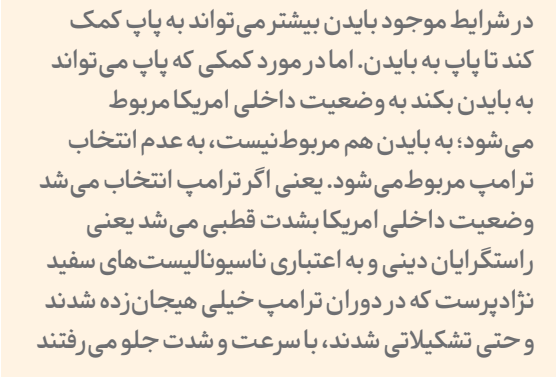 در شرایط موجود بایدن بیشتر می‌تواند به پاپ کمک
کند تا پاپ به بایدن. اما در مورد کمکی که پاپ می‌تواند
به بایدن بکند به وضعیت داخلی امریکا مربوط
می‌شود؛ به بایدن هم مربوط نیست، به عدم انتخاب
ترامپ مربوط می‌شود. یعنی اگر ترامپ انتخاب می‌شد
وضعیت داخلی امریکا بشدت قطبی می‌شد یعنی
راستگرایان دینی و به اعتباری ناسیونالیست‌های سفید
نژادپرست که در دوران ترامپ خیلی هیجان‌زده شدند
و حتی تشکیلاتی شدند، با سرعت و شدت جلو می‌رفتند